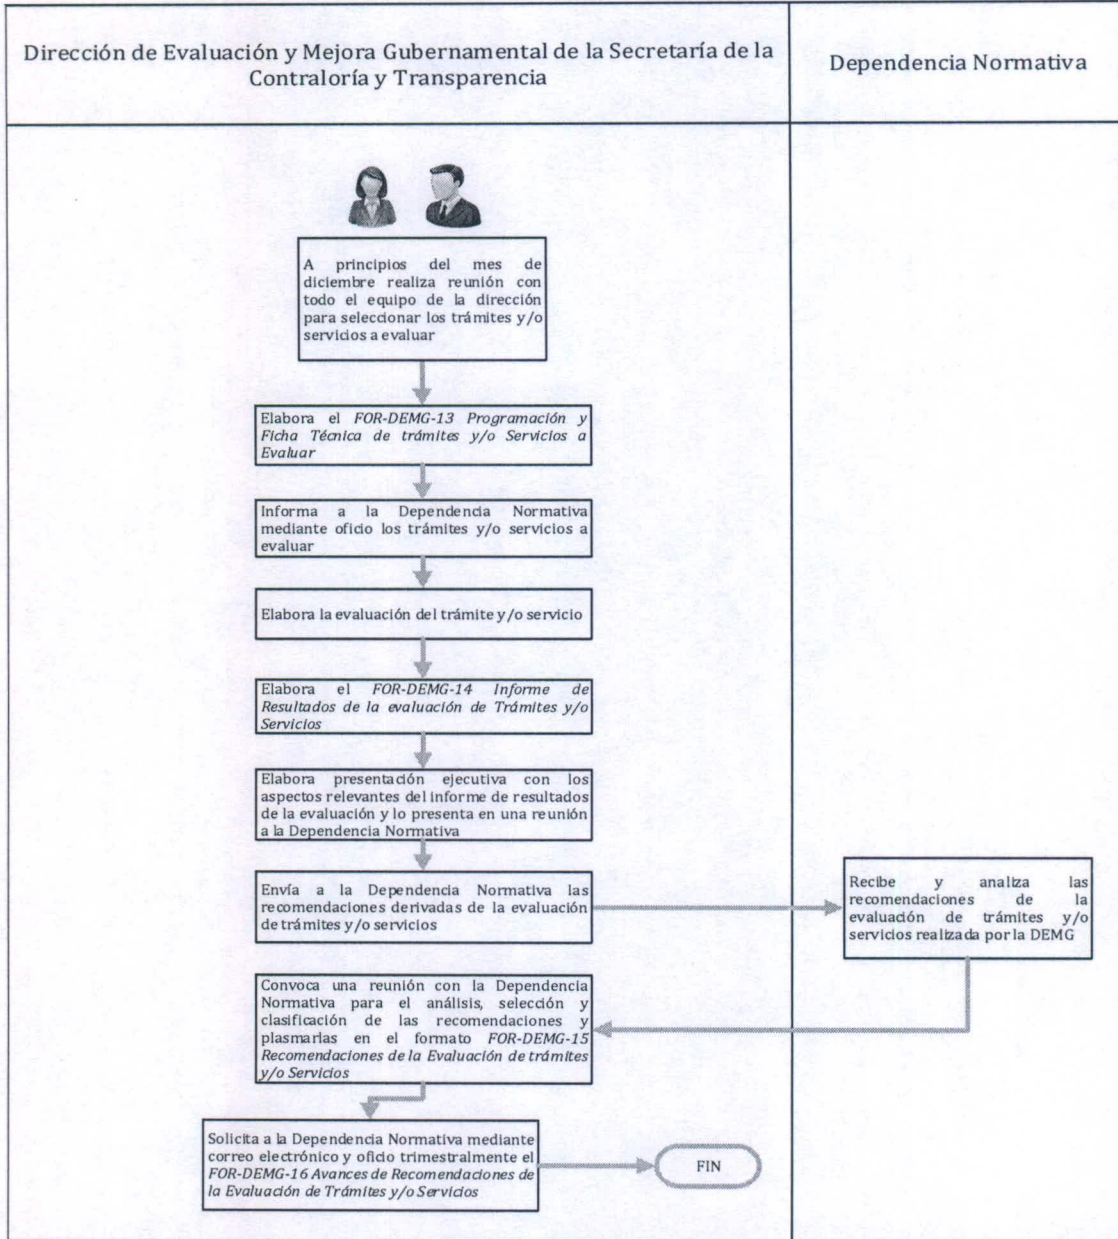 Dirección de Evaluación y Mejora Gubernamental de la Secretaría de la
Contraloría y Transparencia
Dependencia Normativa
A principios del mes de
diciembre realiza reunión con
todo el equipo de la dirección
para seleccionar los trámites y/o
servicios a evaluar
Elabora el FOR-DEMG-13 Programación y
Ficha Técnica de trámites y/o Servicios a
Evaluar
Informa a la Dependencia Normativa
mediante oficio los trámites y/o servicios a
evaluar
Elabora la evaluación del trámite y/o servicio
Elabora el FOR-DEMG-14 Informe de
Resultados de la evaluación de Trámites y/o
Servicios
Elabora presentación ejecutiva con los
aspectos relevantes del informe de resultados
de la evaluación y lo presenta en una reunión
a la Dependencia Normativa
Envía a la Dependencia Normativa las
recomendaciones derivadas de la evaluación
de trámites y/o servicios
Recibe y analiza las
recomendaciones de la
evaluación de trámites y/o
servicios realizada por la DEMG
Convoca una reunión con la Dependencia
Normativa para el análisis, selección y
clasificación de las recomendaciones y
plasmarlas en el formato FOR-DEMG-15
Recomendaciones de la Evaluación de trámites
y/o Servicios
Solicita a la Dependencia Normativa mediante
correo electrónico y oficio trimestralmente el
FOR-DEMG-16 Avances de Recomendaciones de
la Evaluación de Trámites y/o Servicios
FIN